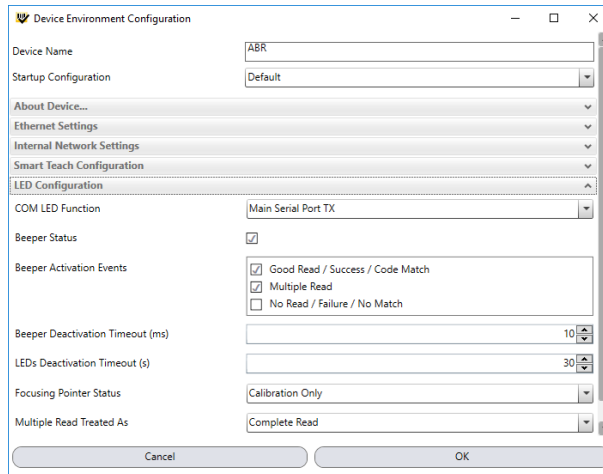 Device Environment Configuration
Device Name ABR
Startup Configuration Default
About Device...
Ethernet Settings
Internal Network Settings
Smart Teach Configuration
LED Configuration
COM LED Function Main Serial Port TX
Beeper Status
Beeper Activation Events Good Read / Success / Code Match
Multiple Read
No Read / Failure / No Match
Beeper Deactivation Timeout (ms) 10
LEDs Deactivation Timeout (s) 30
Focusing Pointer Status Calibration Only
Multiple Read Treated As Complete Read
Cancel OK